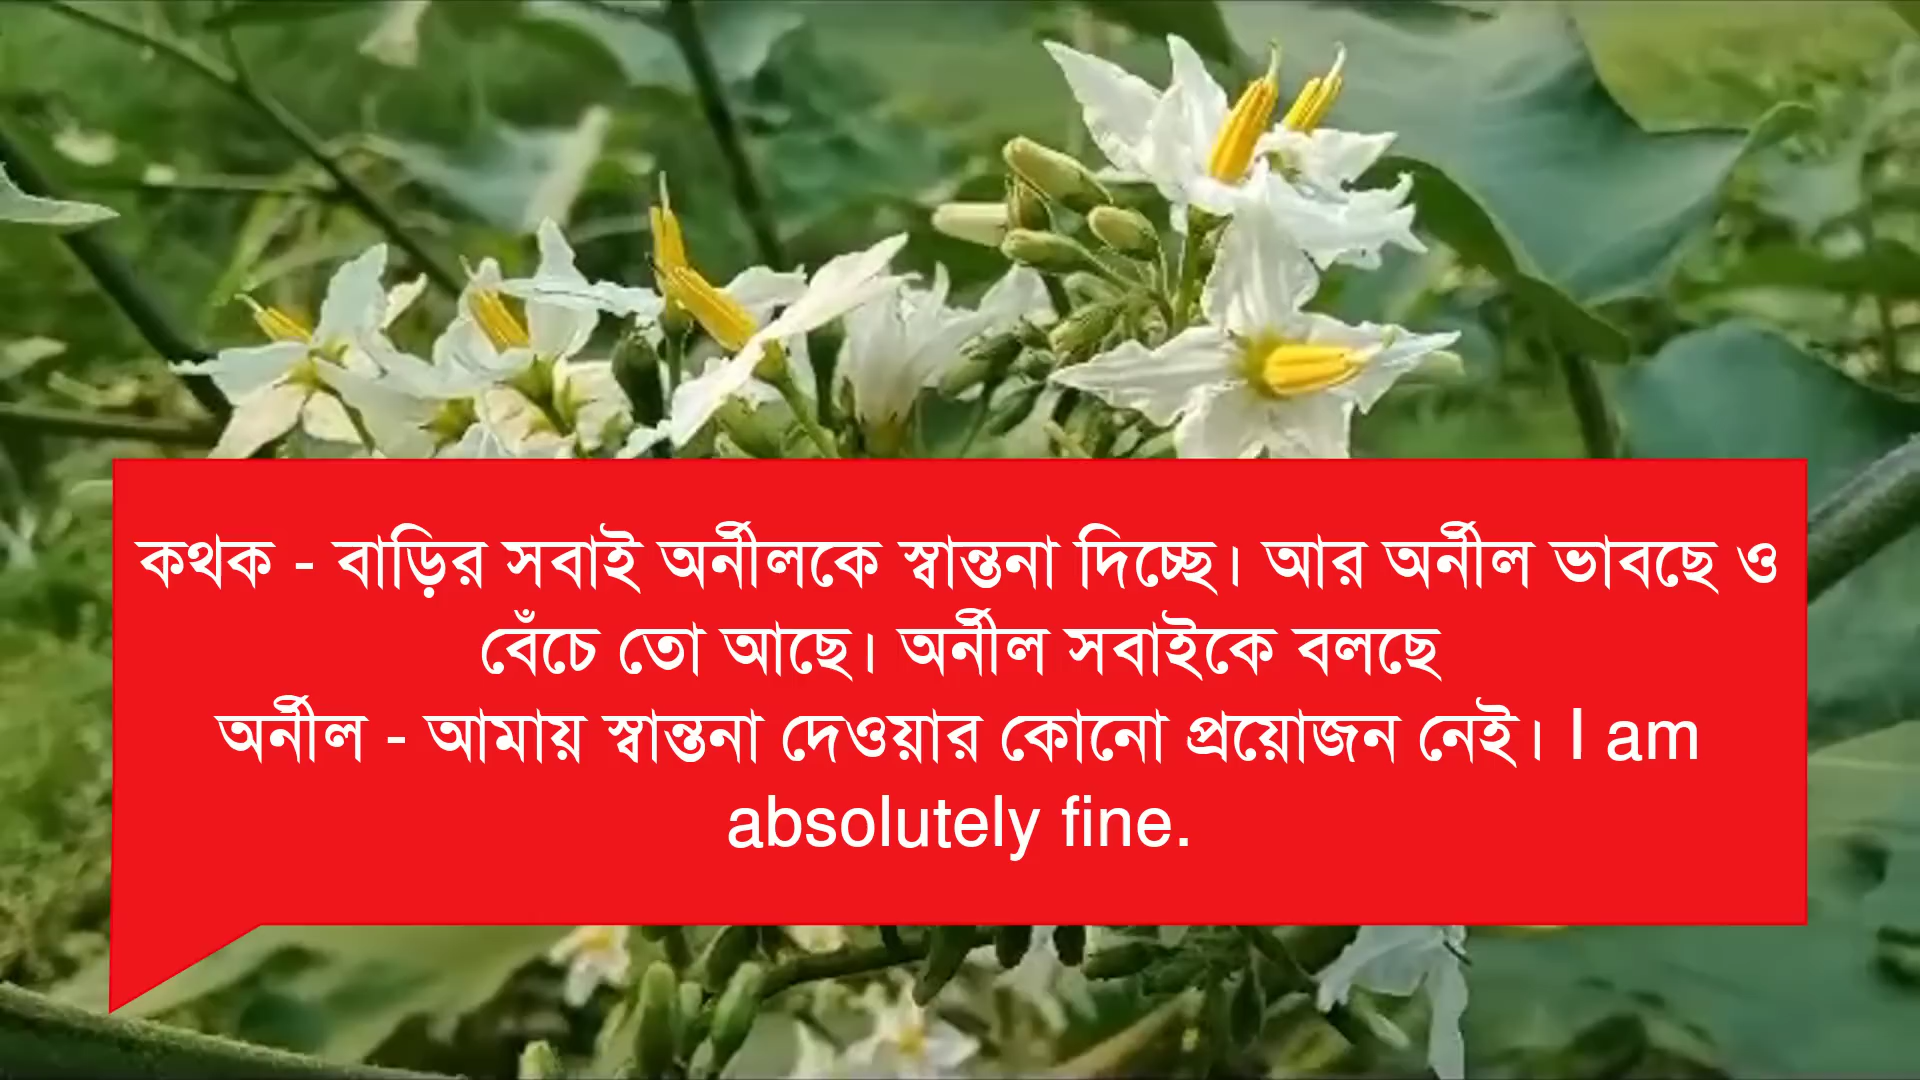 কথক - বাড়ির সবাই অর্নীলকে স্বান্তনা দিচ্ছে। আর অর্নীল ভাবছে ও
বেঁচে তো আছে। অর্নীল সবাইকে বলছে
অর্নীল - আমায় স্বান্তনা দেওয়ার কোনো প্রয়োজন নেই। I am
absolutely fine.